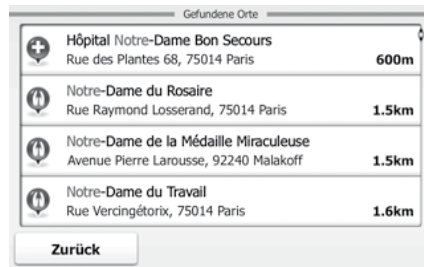 Gefundene Orte
Hôpital Notre-Dame Bon Secours
Rue des Plantes 68, 75014 Paris
600m
Notre-Dame du Rosaire
Rue Raymond Losserand, 75014 Paris
1.5km
Notre-Dame de la Médaille Miraculeuse
Avenue Pierre Larousse, 92240 Malakoff
1.5km
Notre-Dame du Travail
Rue Vercingétorix, 75014 Paris
1.6km
Zurück